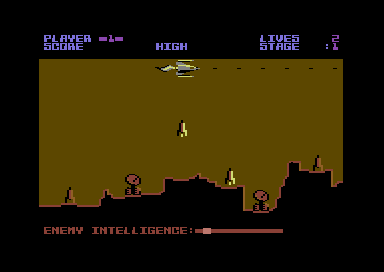 PLAYER -1- LIVES 2
SCORE HIGH STAGE :1
ENEMY INTELLIGENCE: